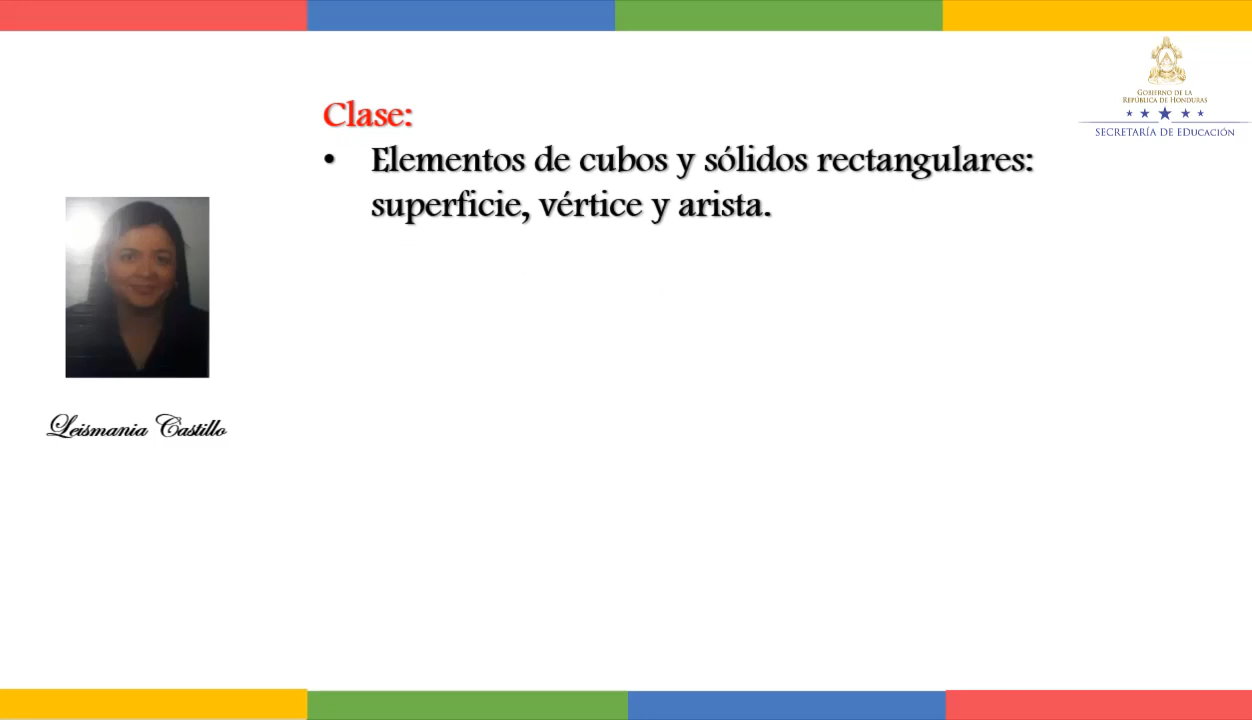 GOBIERNO DE LA
REPÚBLICA DE HONDURAS
SECRETARÍA DE EDUCACIÓN
Clase:
• Elementos de cubos y sólidos rectangulares:
superficie, vértice y arista.
Leismania Castillo